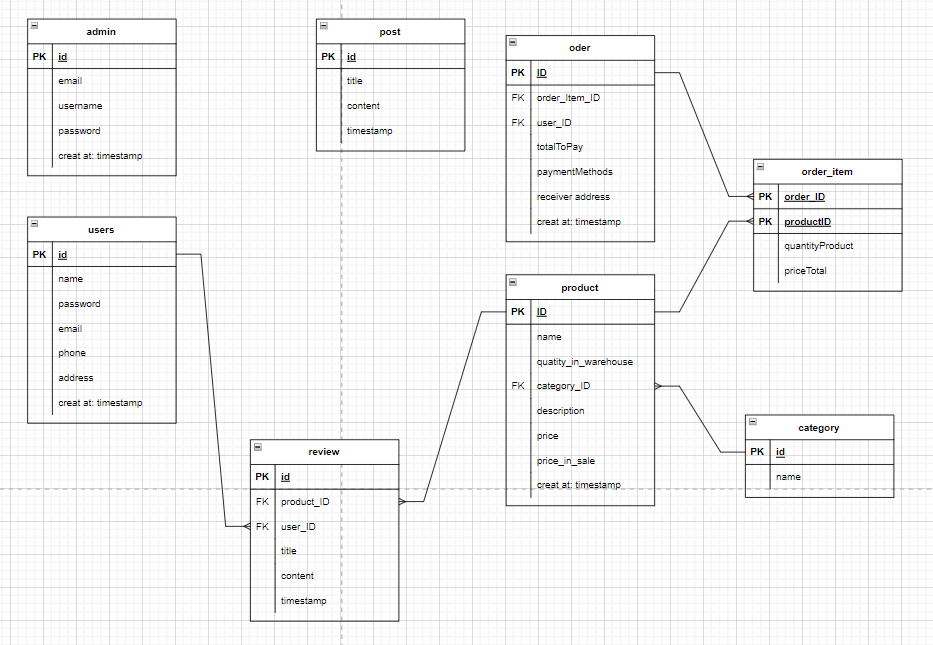 admin
PK id
email
username
password
creat at: timestamp
post
PK id
title
content
timestamp
oder
PK ID
FK order_Item_ID
FK user_ID
totalToPay
paymentMethods
receiver address
creat at: timestamp
order_item
PK order_ID
PK productID
quantityProduct
priceTotal
users
PK id
name
password
email
phone
address
creat at: timestamp
product
PK ID
name
quatity_in_warehouse
FK category_ID
description
price
price_in_sale
creat at: timestamp
category
PK id
name
review
PK id
FK product_ID
FK user_ID
title
content
timestamp